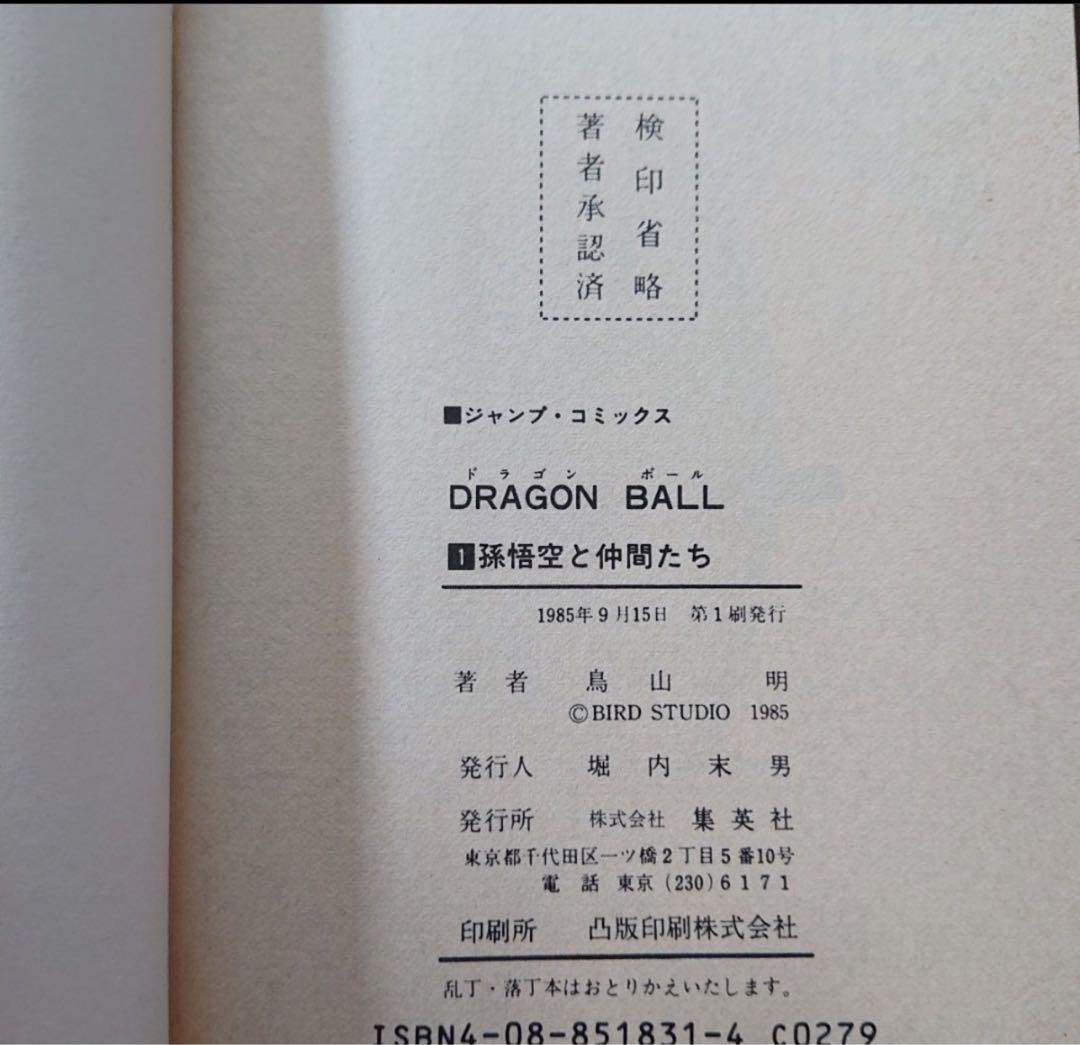 検印省略
著者承認済
■ジャンプ・コミックス
ドラゴン ボール
DRAGON BALL
1孫悟空と仲間たち
1985年9月15日 第1刷発行
著者 鳥山 明
©BIRD STUDIO 1985
発行人 堀内末男
発行所 株式会社 集英社
東京都千代田区一ツ橋2丁目5番10号
電話 東京(230)6171
印刷所 凸版印刷株式会社
乱丁・落丁本はおとりかえいたします。
ISBN4-08-851831-4 C0279